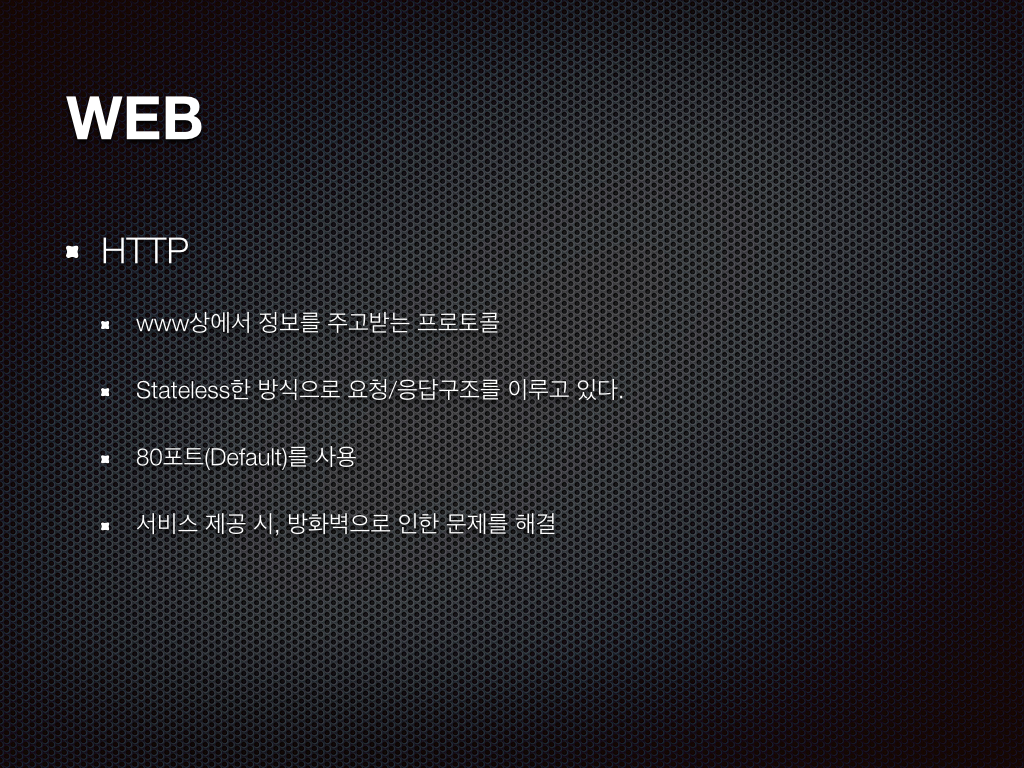 WEB
HTTP
www상에서 정보를 주고받는 프로토콜
Stateless한 방식으로 요청/응답구조를 이루고 있다.
80포트(Default)를 사용
서비스 제공 시, 방화벽으로 인한 문제를 해결